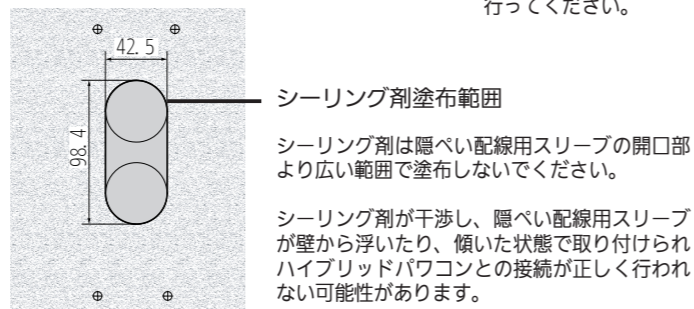 行ってください。
42.5
98.4
シーリング剤塗布範囲
シーリング剤は隠ぺい配線用スリーブの開口部
より広い範囲で塗布しないでください。
シーリング剤が干渉し、隠ぺい配線用スリーブ
が壁から浮いたり、傾いた状態で取り付けられ
ハイブリッドパワコンとの接続が正しく行われ
ない可能性があります。